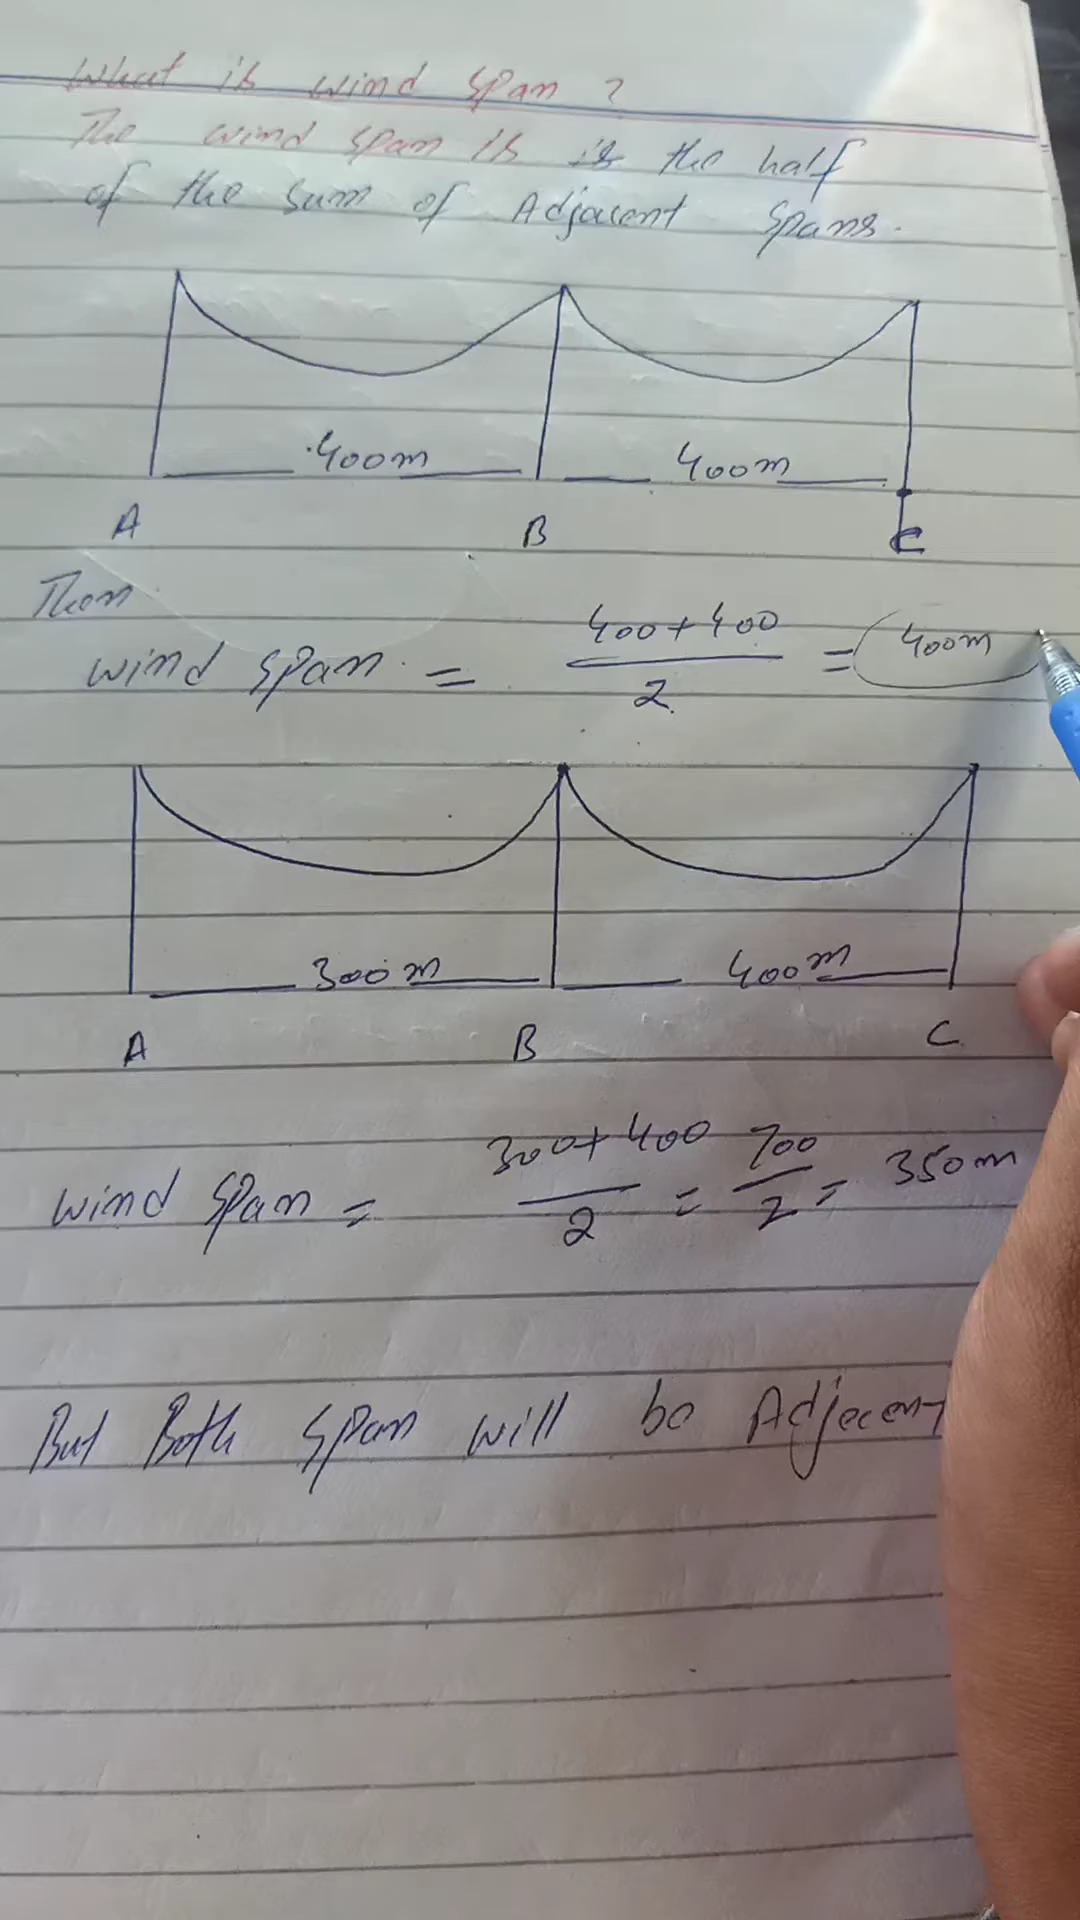 What is wind span ?
The wind span is is the half
of the sum of Adjacent spans.
400m 400m
A B C
Then
wind span = 400+400 / 2 = 400m
300m 400m
A B C
wind span = 300+400 / 2 = 700 / 2 = 350m
But Both span will be Adjecent